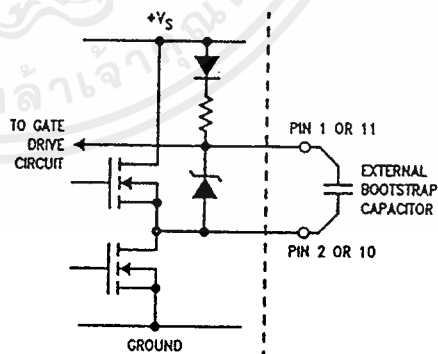 +VS
TO GATE
DRIVE
CIRCUIT
PIN 1 OR 11
EXTERNAL
BOOTSTRAP
CAPACITOR
PIN 2 OR 10
GROUND